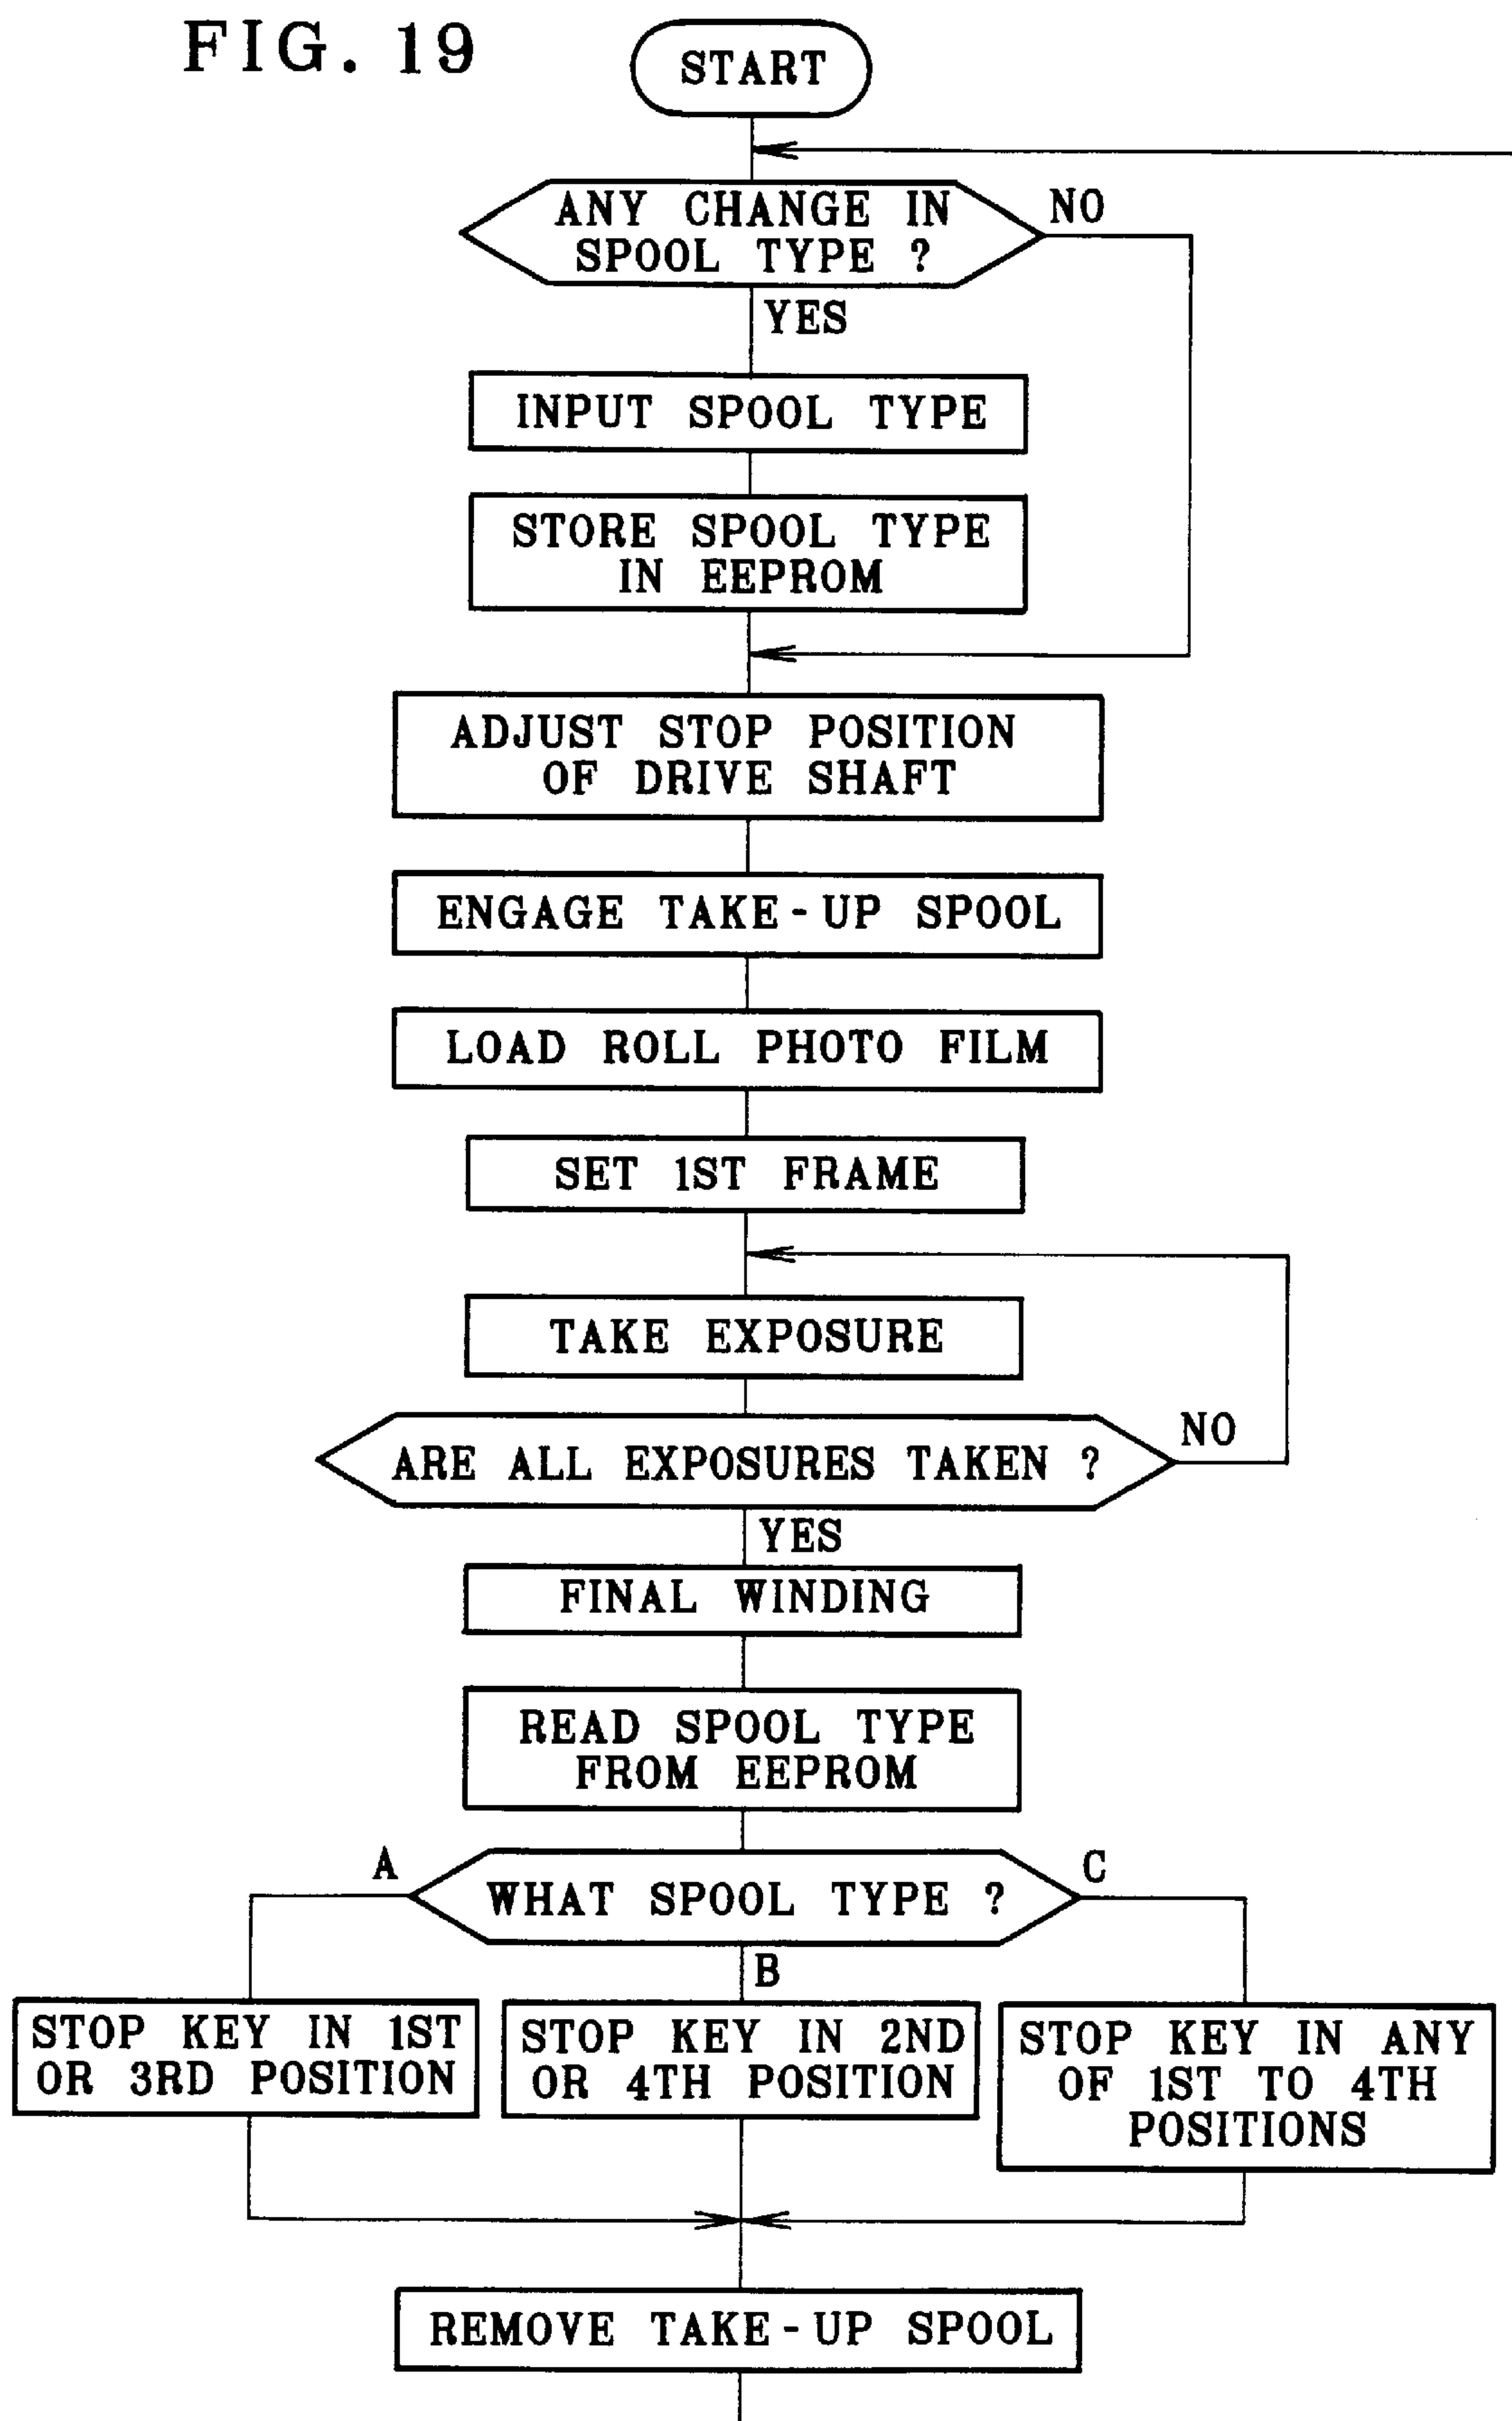 FIG. 19
START
ANY CHANGE IN
SPOOL TYPE ?
NO
YES
INPUT SPOOL TYPE
STORE SPOOL TYPE
IN EEPROM
ADJUST STOP POSITION
OF DRIVE SHAFT
ENGAGE TAKE-UP SPOOL
LOAD ROLL PHOTO FILM
SET 1ST FRAME
TAKE EXPOSURE
ARE ALL EXPOSURES TAKEN ?
NO
YES
FINAL WINDING
READ SPOOL TYPE
FROM EEPROM
WHAT SPOOL TYPE ?
A
B
C
STOP KEY IN 1ST
OR 3RD POSITION
STOP KEY IN 2ND
OR 4TH POSITION
STOP KEY IN ANY
OF 1ST TO 4TH
POSITIONS
REMOVE TAKE-UP SPOOL